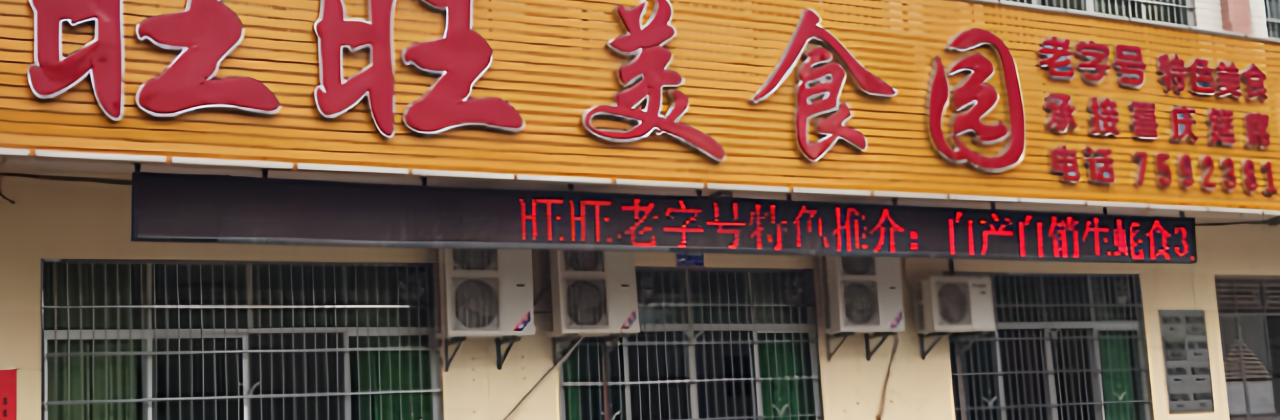 旺旺美食园
老字号 特色美食
承接喜庆筵席
电话 7592381
旺旺老字号特色推介：自产自销生蚝食3